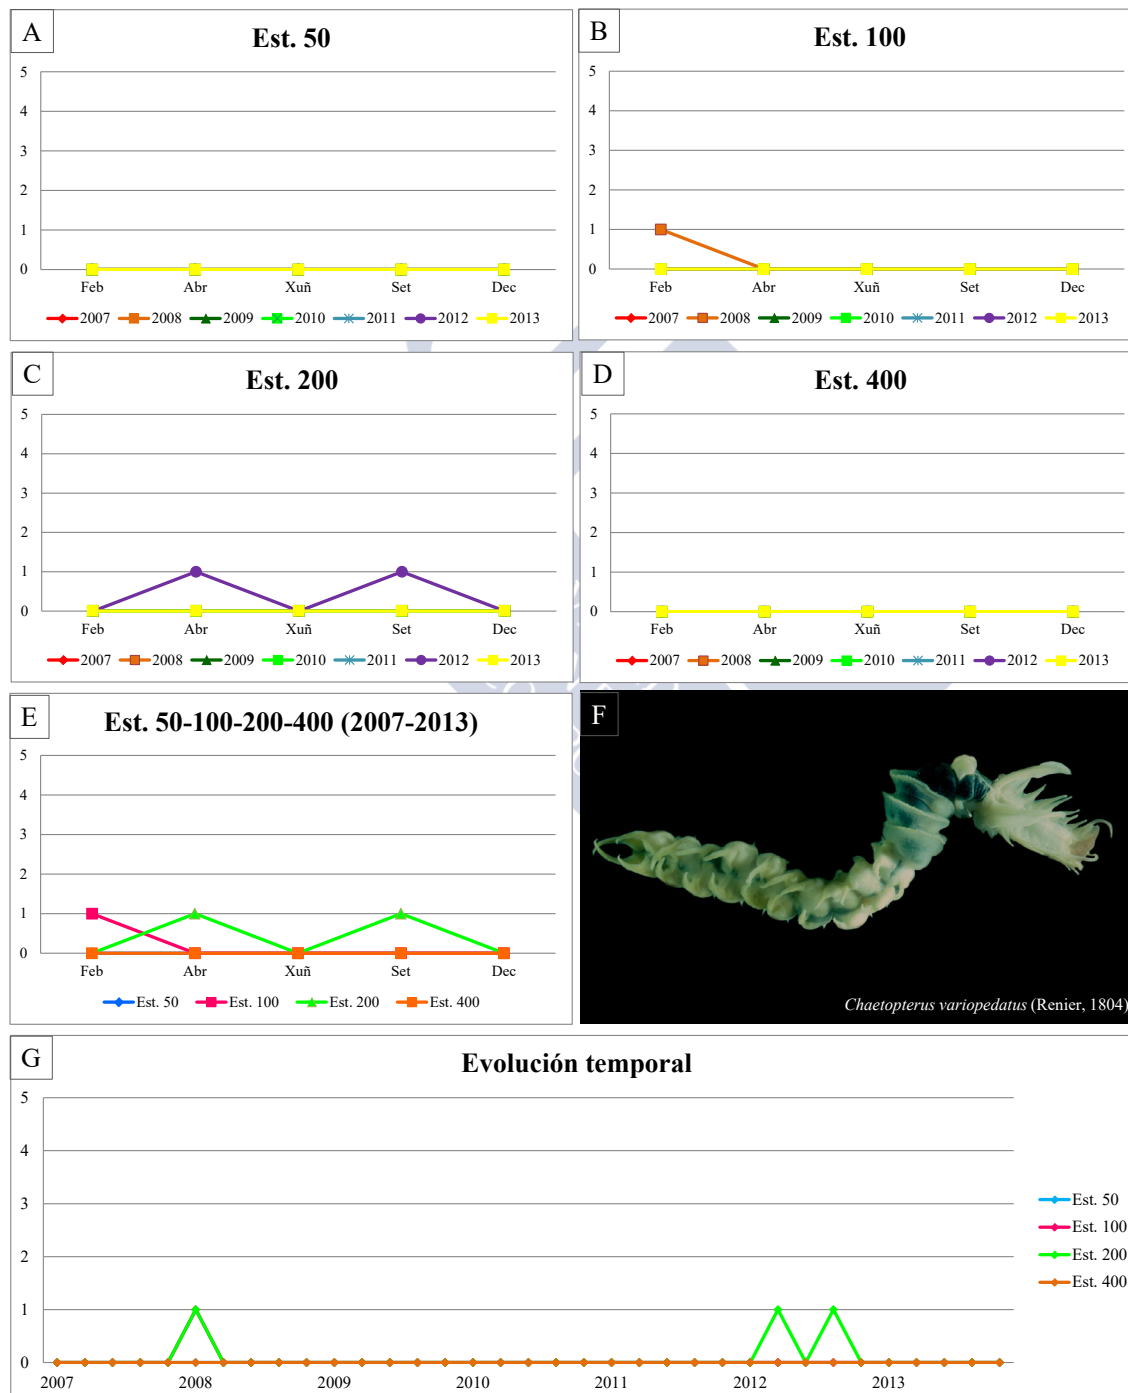 A
Est. 50
5
4
3
2
1
0
Feb Abr Xuñ Set Dec
2007 2008 2009 2010 2011 2012 2013
B
Est. 100
5
4
3
2
1
0
Feb Abr Xuñ Set Dec
2007 2008 2009 2010 2011 2012 2013
C
Est. 200
5
4
3
2
1
0
Feb Abr Xuñ Set Dec
2007 2008 2009 2010 2011 2012 2013
D
Est. 400
5
4
3
2
1
0
Feb Abr Xuñ Set Dec
2007 2008 2009 2010 2011 2012 2013
E
Est. 50-100-200-400 (2007-2013)
5
4
3
2
1
0
Feb Abr Xuñ Set Dec
Est. 50 Est. 100 Est. 200 Est. 400
F
Chaetopterus variopedatus (Renier, 1804)
G
Evolución temporal
5
4
3
2
1
0
2007 2008 2009 2010 2011 2012 2013
Est. 50
Est. 100
Est. 200
Est. 400